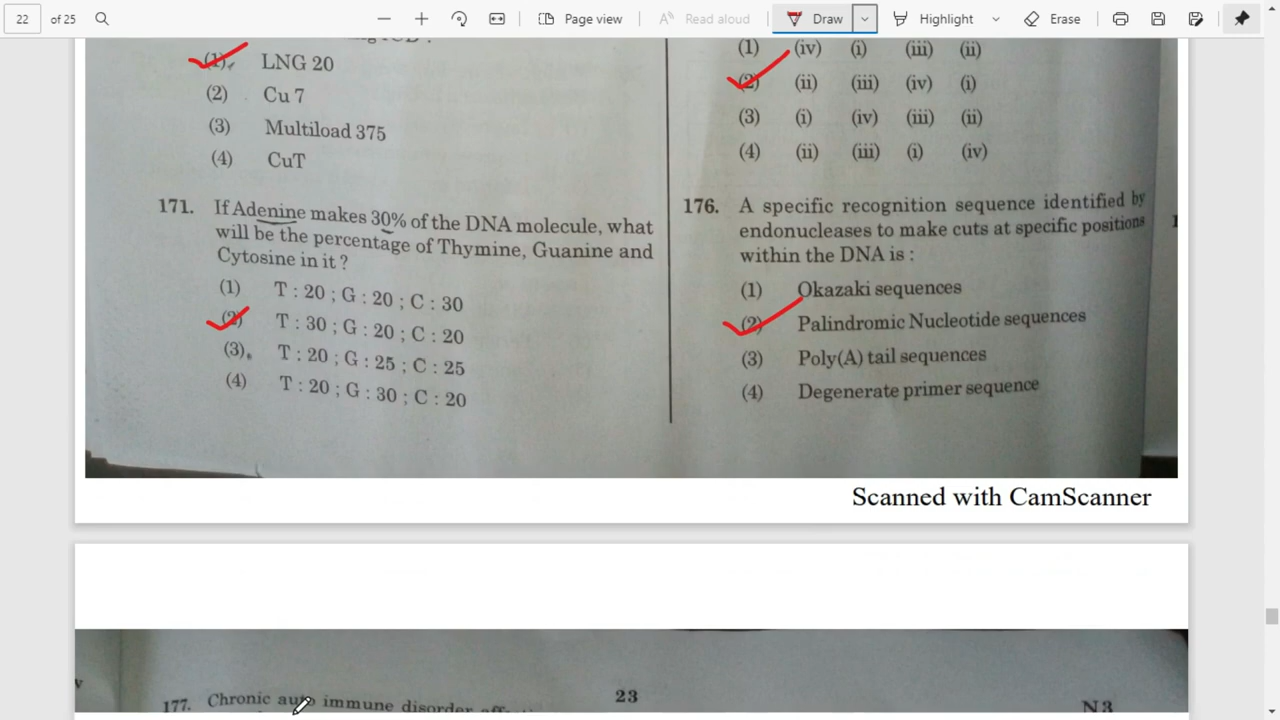 22 of 25 Page view Read aloud Draw Highlight Erase
(1) LNG 20
(2) Cu 7
(3) Multiload 375
(4) CuT
171. If Adenine makes 30% of the DNA molecule, what
will be the percentage of Thymine, Guanine and
Cytosine in it ?
(1) T : 20 ; G : 20 ; C : 30
(2) T : 30 ; G : 20 ; C : 20
(3) T : 20 ; G : 25 ; C : 25
(4) T : 20 ; G : 30 ; C : 20
(1) (iv) (i) (iii) (ii)
(2) (ii) (iii) (iv) (i)
(3) (i) (iv) (iii) (ii)
(4) (ii) (iii) (i) (iv)
176. A specific recognition sequence identified by
endonucleases to make cuts at specific positions
within the DNA is :
(1) Okazaki sequences
(2) Palindromic Nucleotide sequences
(3) Poly(A) tail sequences
(4) Degenerate primer sequence
Scanned with CamScanner
23
N3
177. Chronic auto immune disorder